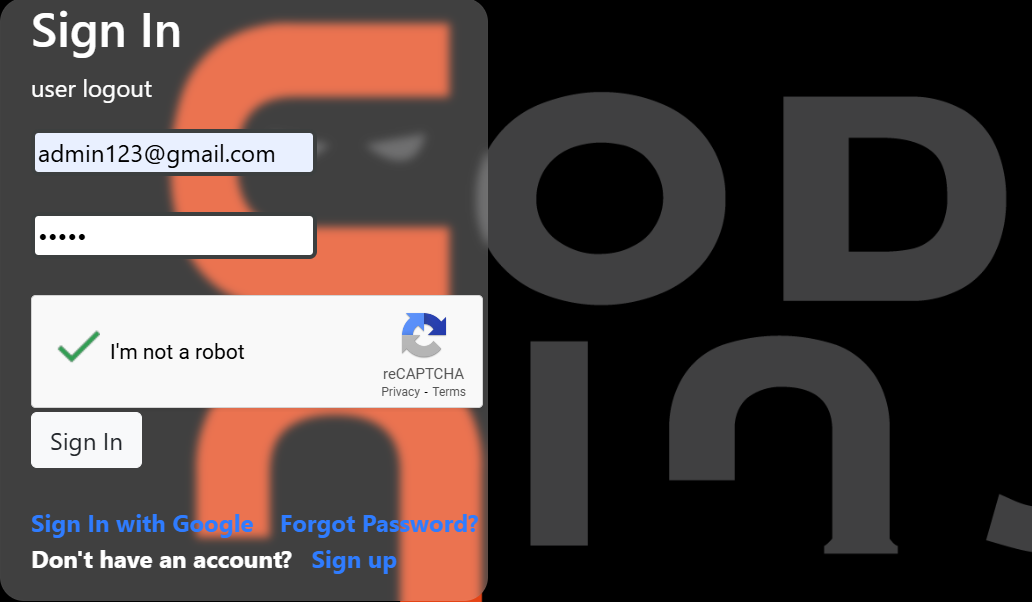 Sign In
user logout
admin123@gmail.com
•••••
I'm not a robot
reCAPTCHA
Privacy - Terms
Sign In
Sign In with Google Forgot Password?
Don't have an account? Sign up